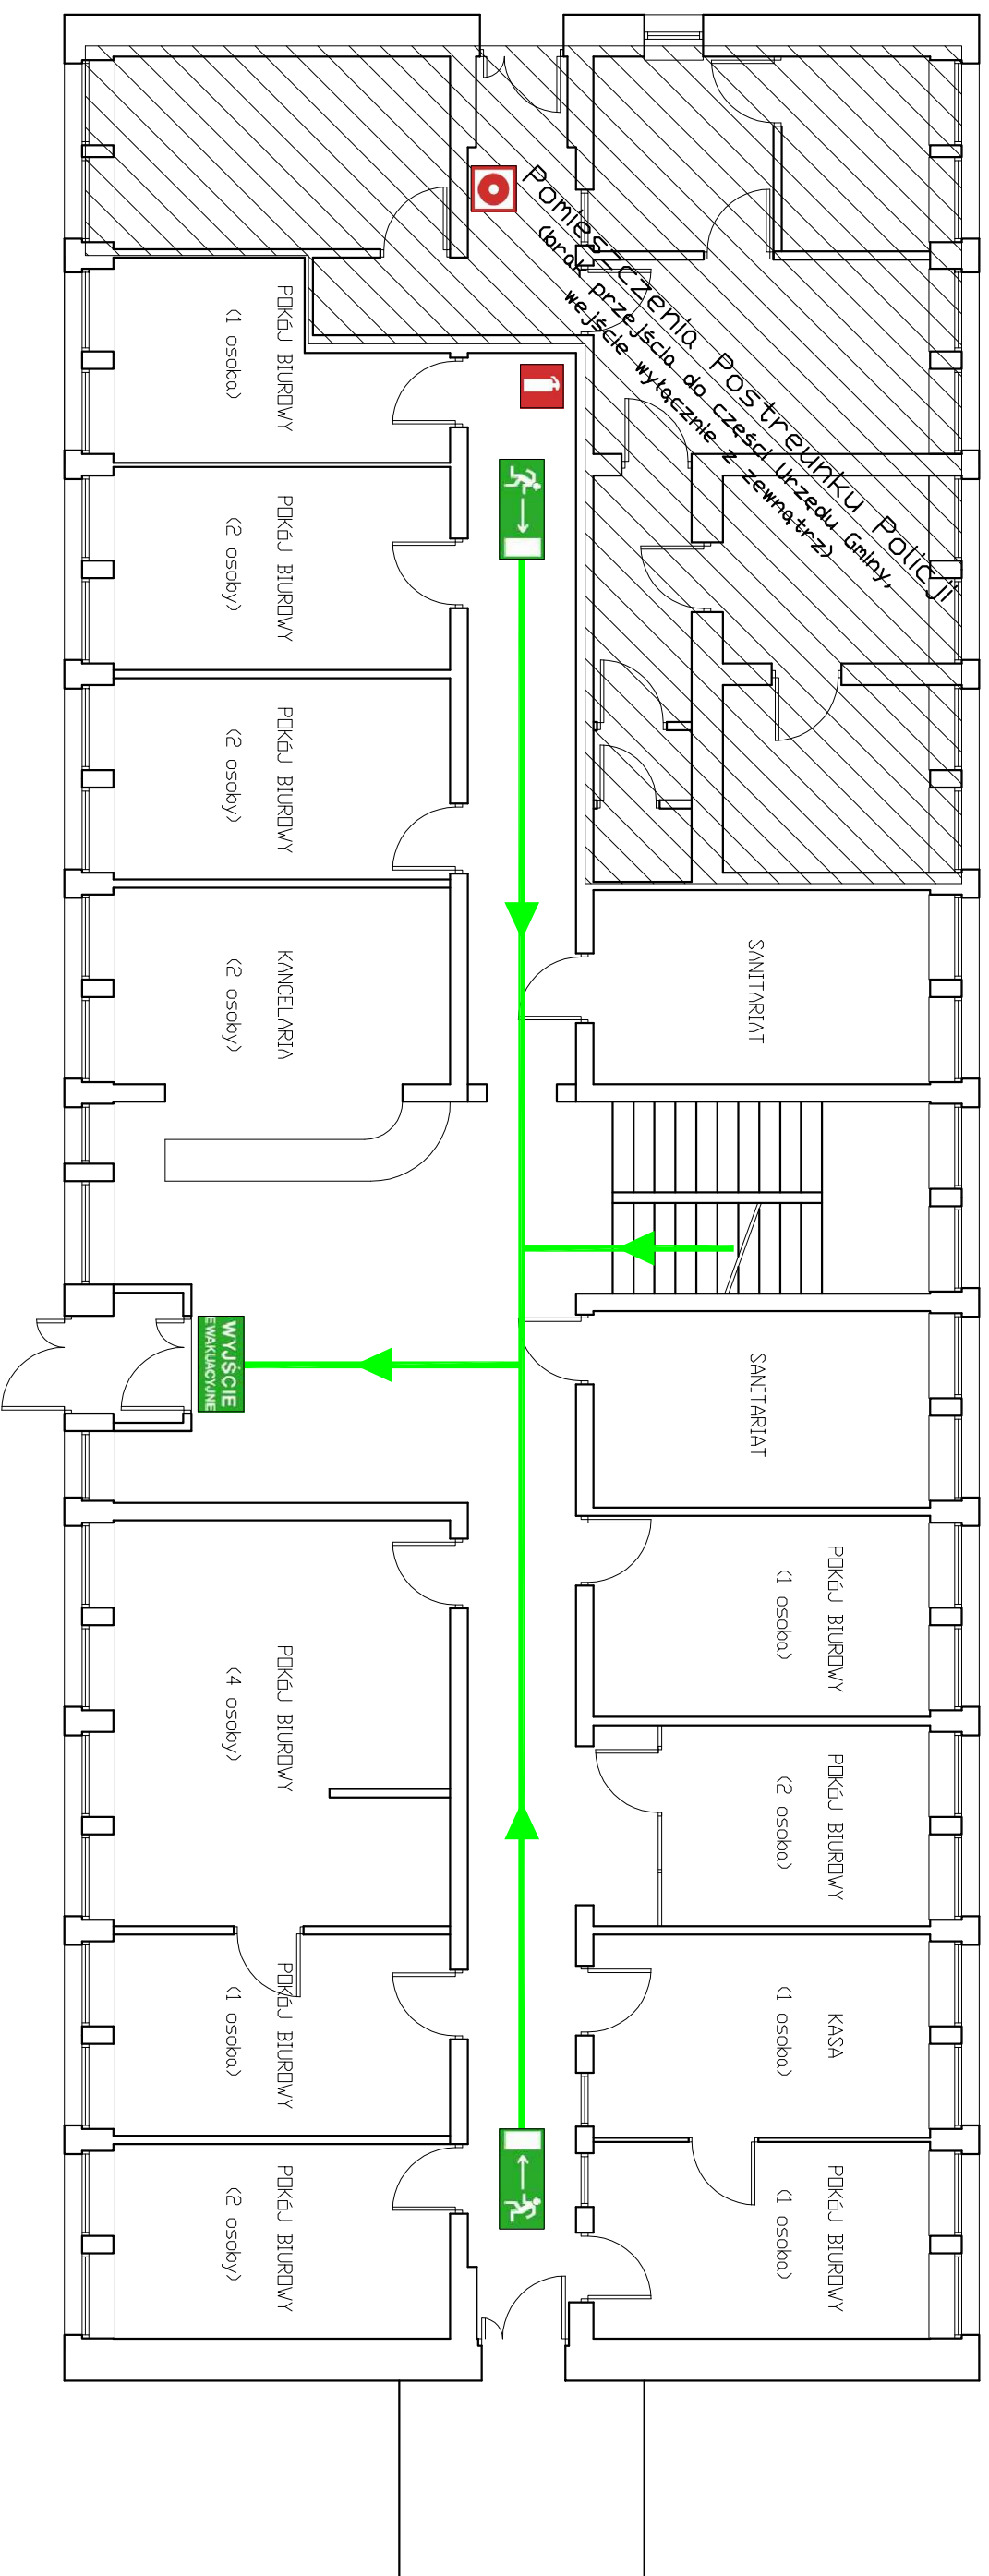 Pomieszczenia Postreunku Policji
(brak przejścia do części Urzędu Gminy,
wejście wyłącznie z zewnątrz)
POKÓJ BIUROWY
(1 osoba)
POKÓJ BIUROWY
(2 osoby)
POKÓJ BIUROWY
(2 osoby)
KANCELARIA
(2 osoby)
SANITARIAT
WYJŚCIE
EWAKUACYJNE
SANITARIAT
POKÓJ BIUROWY
(1 osoba)
POKÓJ BIUROWY
(4 osoby)
POKÓJ BIUROWY
(2 osoba)
POKÓJ BIUROWY
(1 osoba)
KASA
(1 osoba)
POKÓJ BIUROWY
(2 osoby)
POKÓJ BIUROWY
(1 osoba)